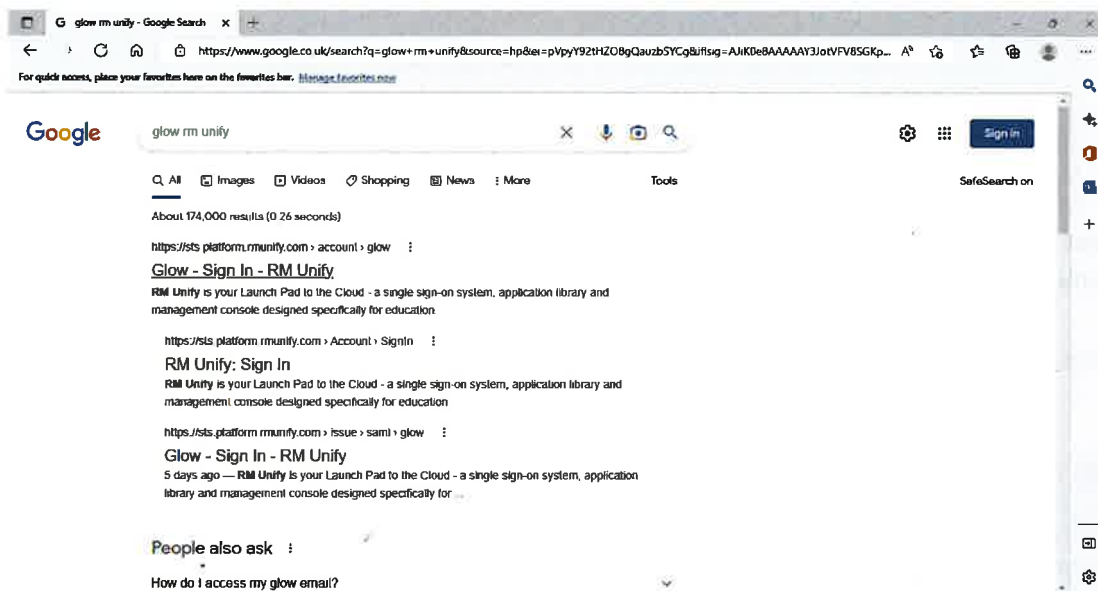 G glow rm unify - Google Search
https://www.google.co.uk/search?q=glow+rm+unify&source=hp&ei=pVpyY92tHZOBgQauzbSYCg&iflsig=AJiK0e8AAAAAY3JotVFV8SGKp...
For quick access, place your favorites here on the favorites bar. Manage favorites now
Google
glow rm unify
Sign in
All Images Videos Shopping News More Tools SafeSearch on
About 174,000 results (0.26 seconds)
https://sts.platform.rmunify.com › account › glow
Glow - Sign In - RM Unify
RM Unify is your Launch Pad to the Cloud - a single sign-on system, application library and
management console designed specifically for education
https://sts.platform.rmunify.com › Account › SignIn
RM Unify: Sign In
RM Unify is your Launch Pad to the Cloud - a single sign-on system, application library and
management console designed specifically for education
https://sts.platform.rmunify.com › issue › saml › glow
Glow - Sign In - RM Unify
5 days ago — RM Unify is your Launch Pad to the Cloud - a single sign-on system, application
library and management console designed specifically for ...
People also ask
How do I access my glow email?